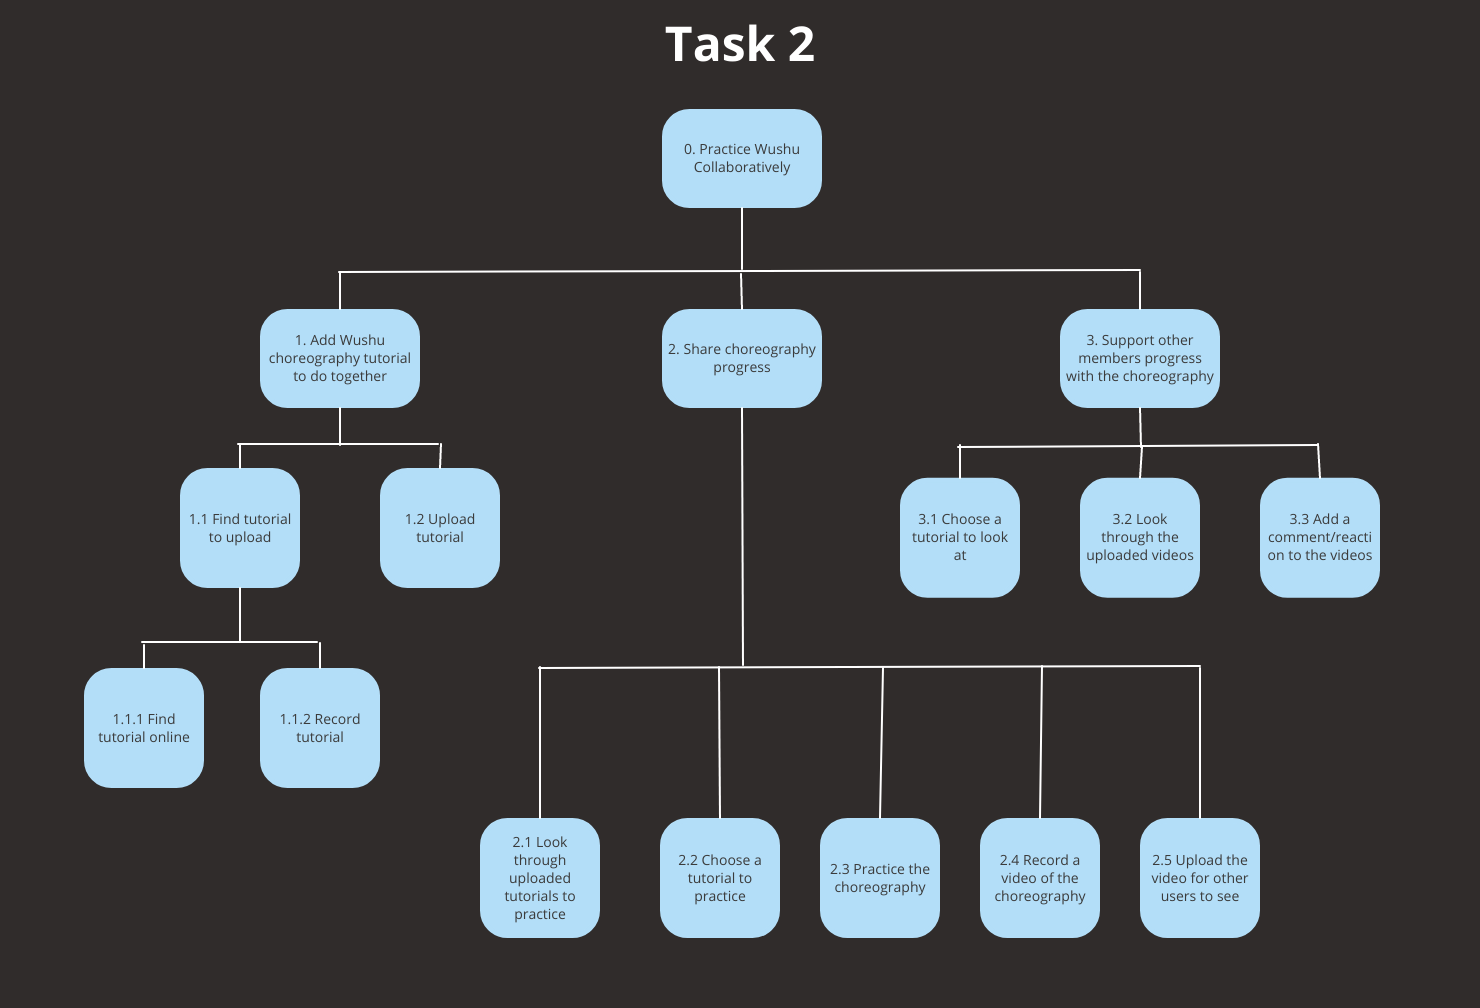 Task 2
0. Practice Wushu
Collaboratively
1. Add Wushu
choreography tutorial
to do together
2. Share choreography
progress
3. Support other
members progress
with the choreography
1.1 Find tutorial
to upload
1.2 Upload
tutorial
3.1 Choose a
tutorial to look
at
3.2 Look
through the
uploaded videos
3.3 Add a
comment/reacti
on to the videos
1.1.1 Find
tutorial online
1.1.2 Record
tutorial
2.1 Look
through
uploaded
tutorials to
practice
2.2 Choose a
tutorial to
practice
2.3 Practice the
choreography
2.4 Record a
video of the
choreography
2.5 Upload the
video for other
users to see